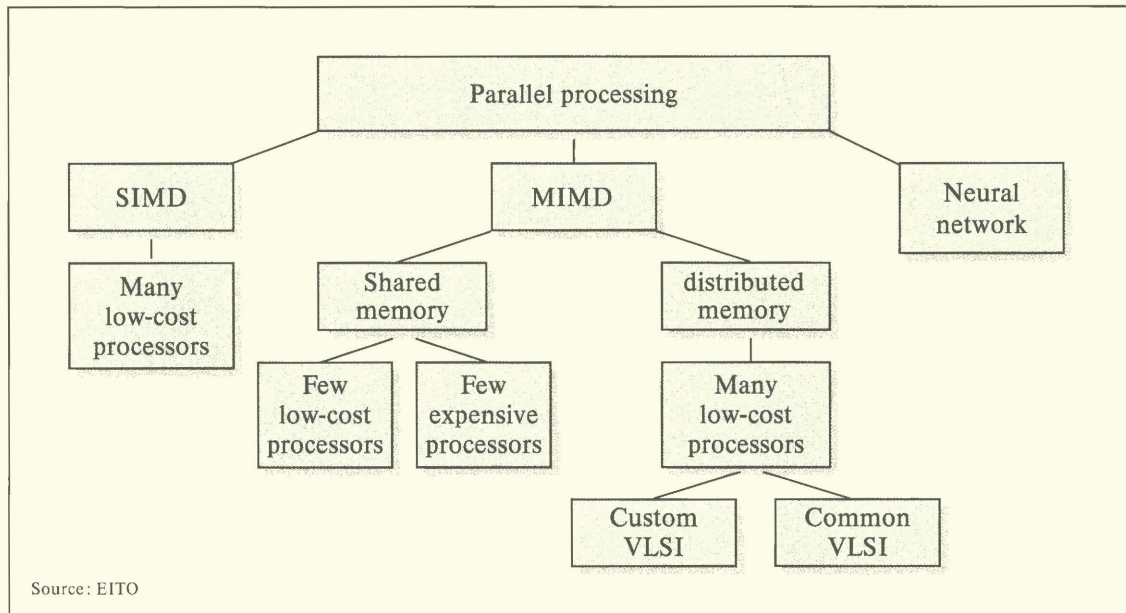 Parallel processing
SIMD
MIMD
Neural
network
Many
low-cost
processors
Shared
memory
distributed
memory
Few
low-cost
processors
Few
expensive
processors
Many
low-cost
processors
Custom
VLSI
Common
VLSI
Source: EITO